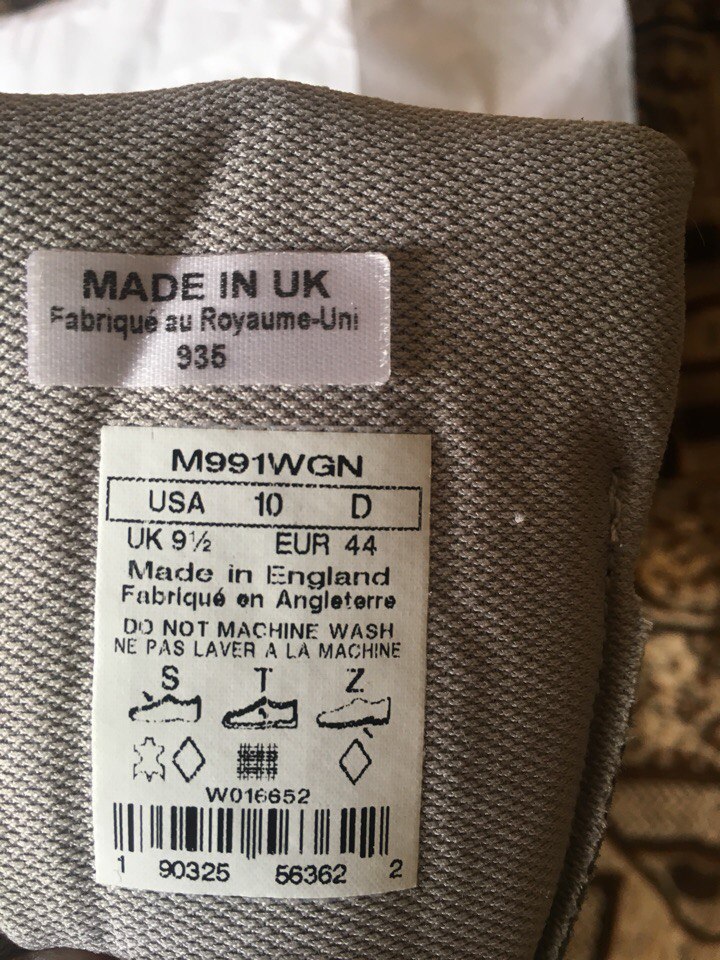 MADE IN UK
Fabriqué au Royaume-Uni
935
M991WGN
USA 10 D
UK 9½ EUR 44
Made in England
Fabriqué en Angleterre
DO NOT MACHINE WASH
NE PAS LAVER A LA MACHINE
S T Z
W016652
1 90325 56362 2